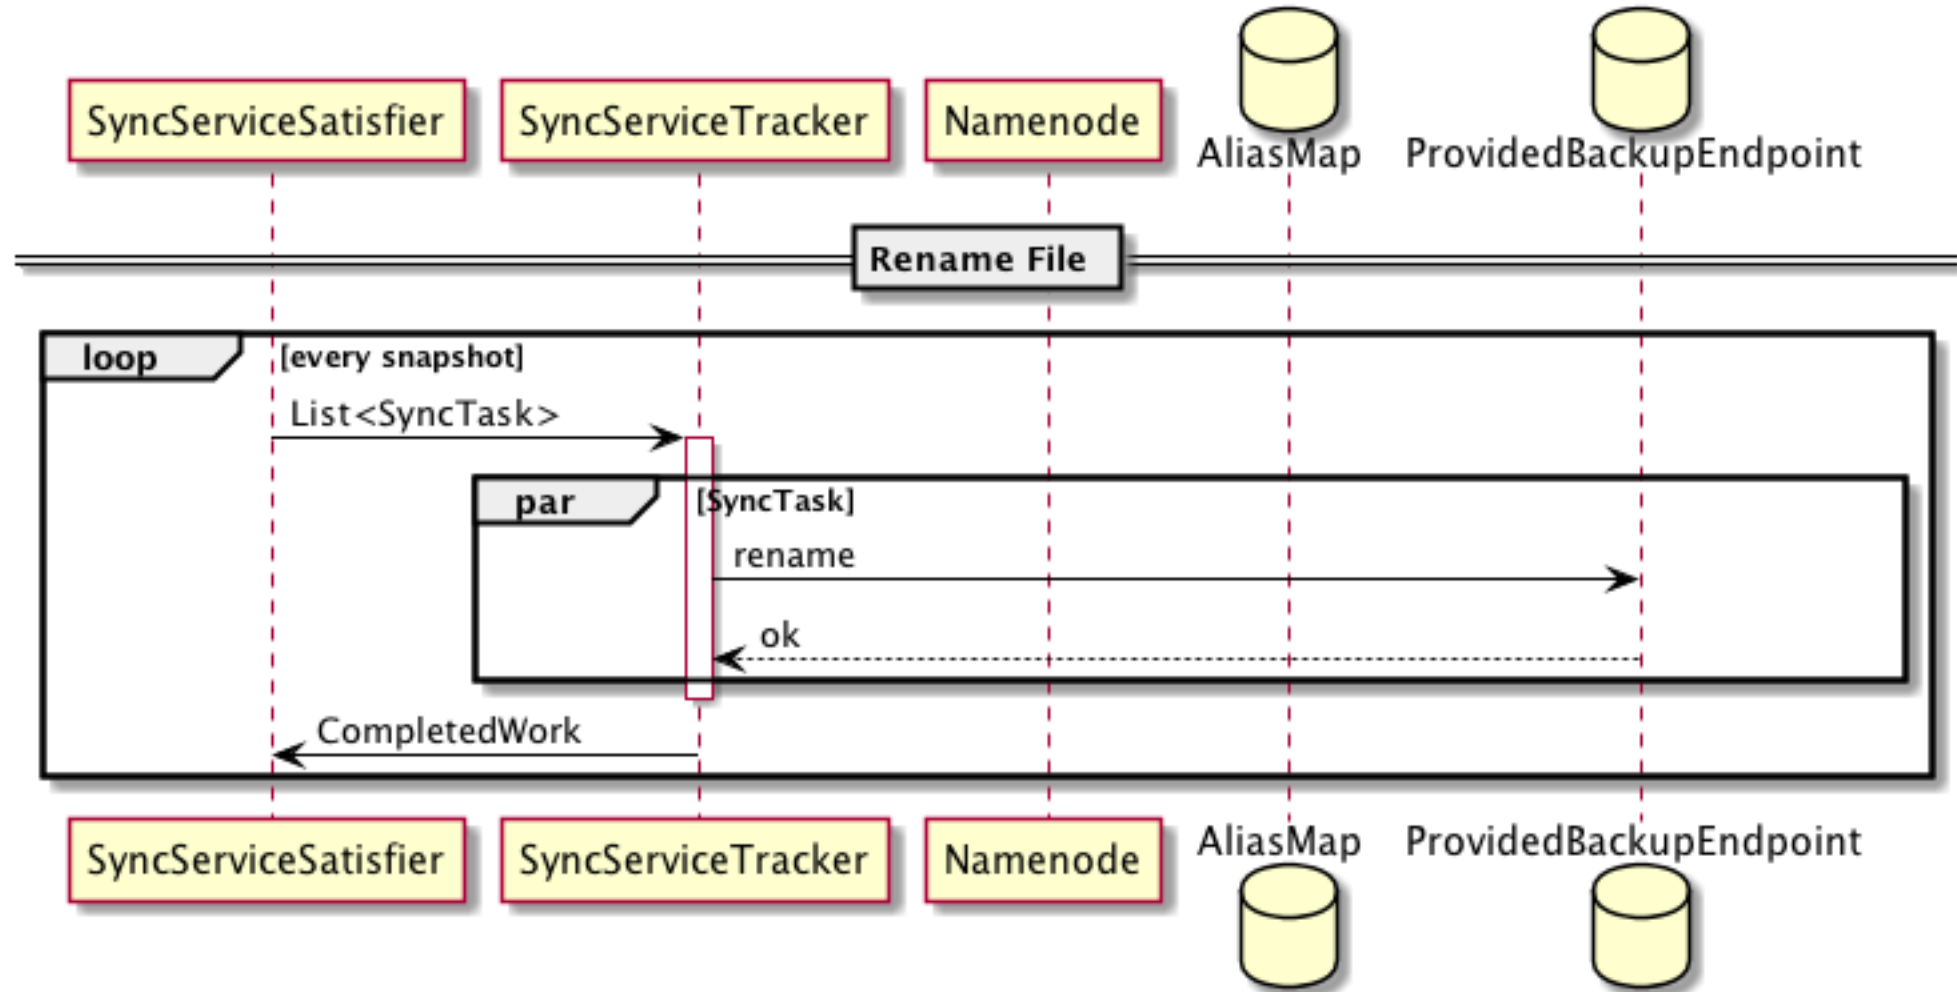 SyncServiceSatisfier
SyncServiceTracker
Namenode
AliasMap
ProvidedBackupEndpoint
Rename File
loop
[every snapshot]
List<SyncTask>
par
[SyncTask]
rename
ok
CompletedWork
SyncServiceSatisfier
SyncServiceTracker
Namenode
AliasMap
ProvidedBackupEndpoint